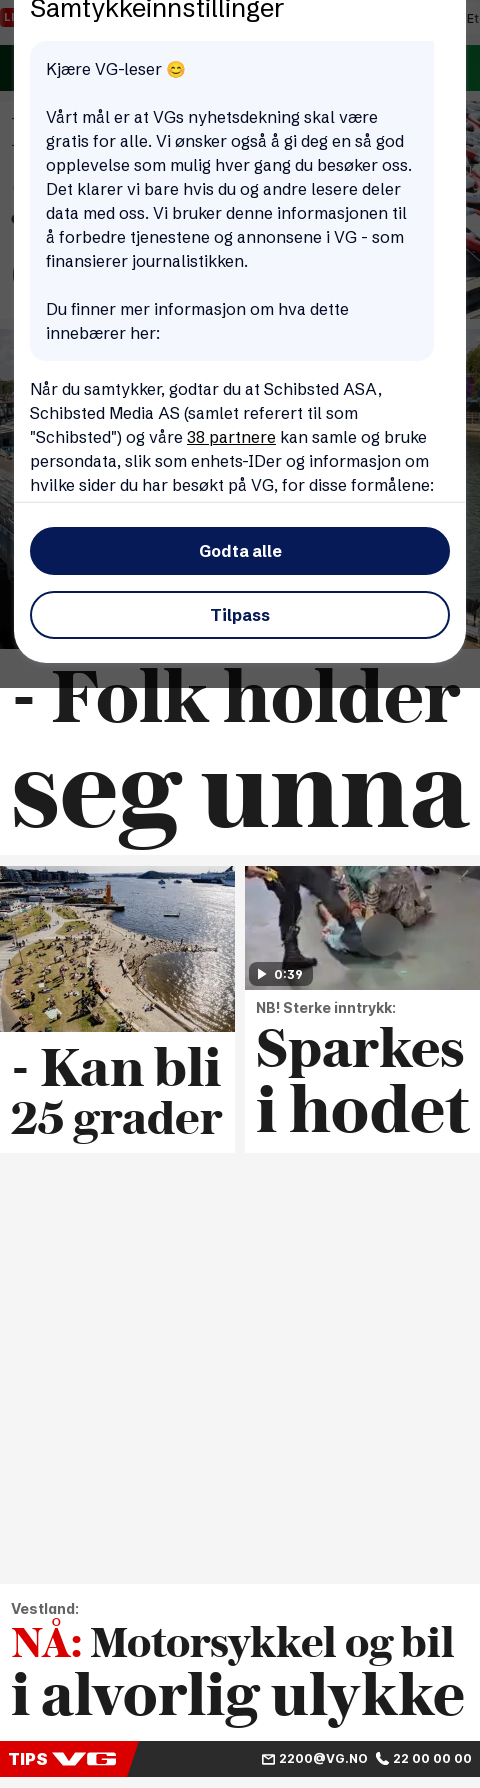 Samtykkeinnstillinger
Kjære VG-leser 😊
Vårt mål er at VGs nyhetsdekning skal være
gratis for alle. Vi ønsker også å gi deg en så god
opplevelse som mulig hver gang du besøker oss.
Det klarer vi bare hvis du og andre lesere deler
data med oss. Vi bruker denne informasjonen til
å forbedre tjenestene og annonsene i VG - som
finansierer journalistikken.
Du finner mer informasjon om hva dette
innebærer her:
Når du samtykker, godtar du at Schibsted ASA,
Schibsted Media AS (samlet referert til som
"Schibsted") og våre 38 partnere kan samle og bruke
persondata, slik som enhets-IDer og informasjon om
hvilke sider du har besøkt på VG, for disse formålene:
Godta alle
Tilpass
- Folk holder
seg unna
0:39
- Kan bli
25 grader
NB! Sterke inntrykk:
Sparkes
i hodet
Vestland:
NÅ: Motorsykkel og bil
i alvorlig ulykke
TIPS VG 2200@VG.NO 22 00 00 00